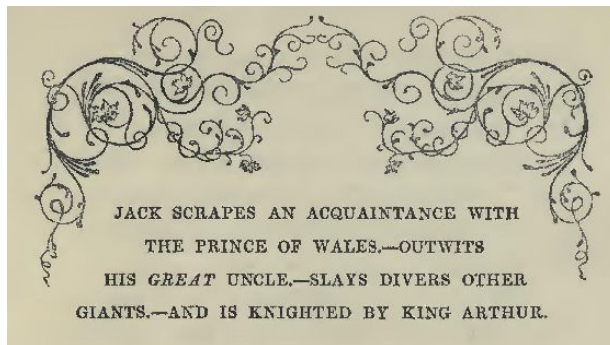 JACK SCRAPES AN ACQUAINTANCE WITH
THE PRINCE OF WALES.—OUTWITS
HIS GREAT UNCLE.—SLAYS DIVERS OTHER
GIANTS.—AND IS KNIGHTED BY KING ARTHUR.